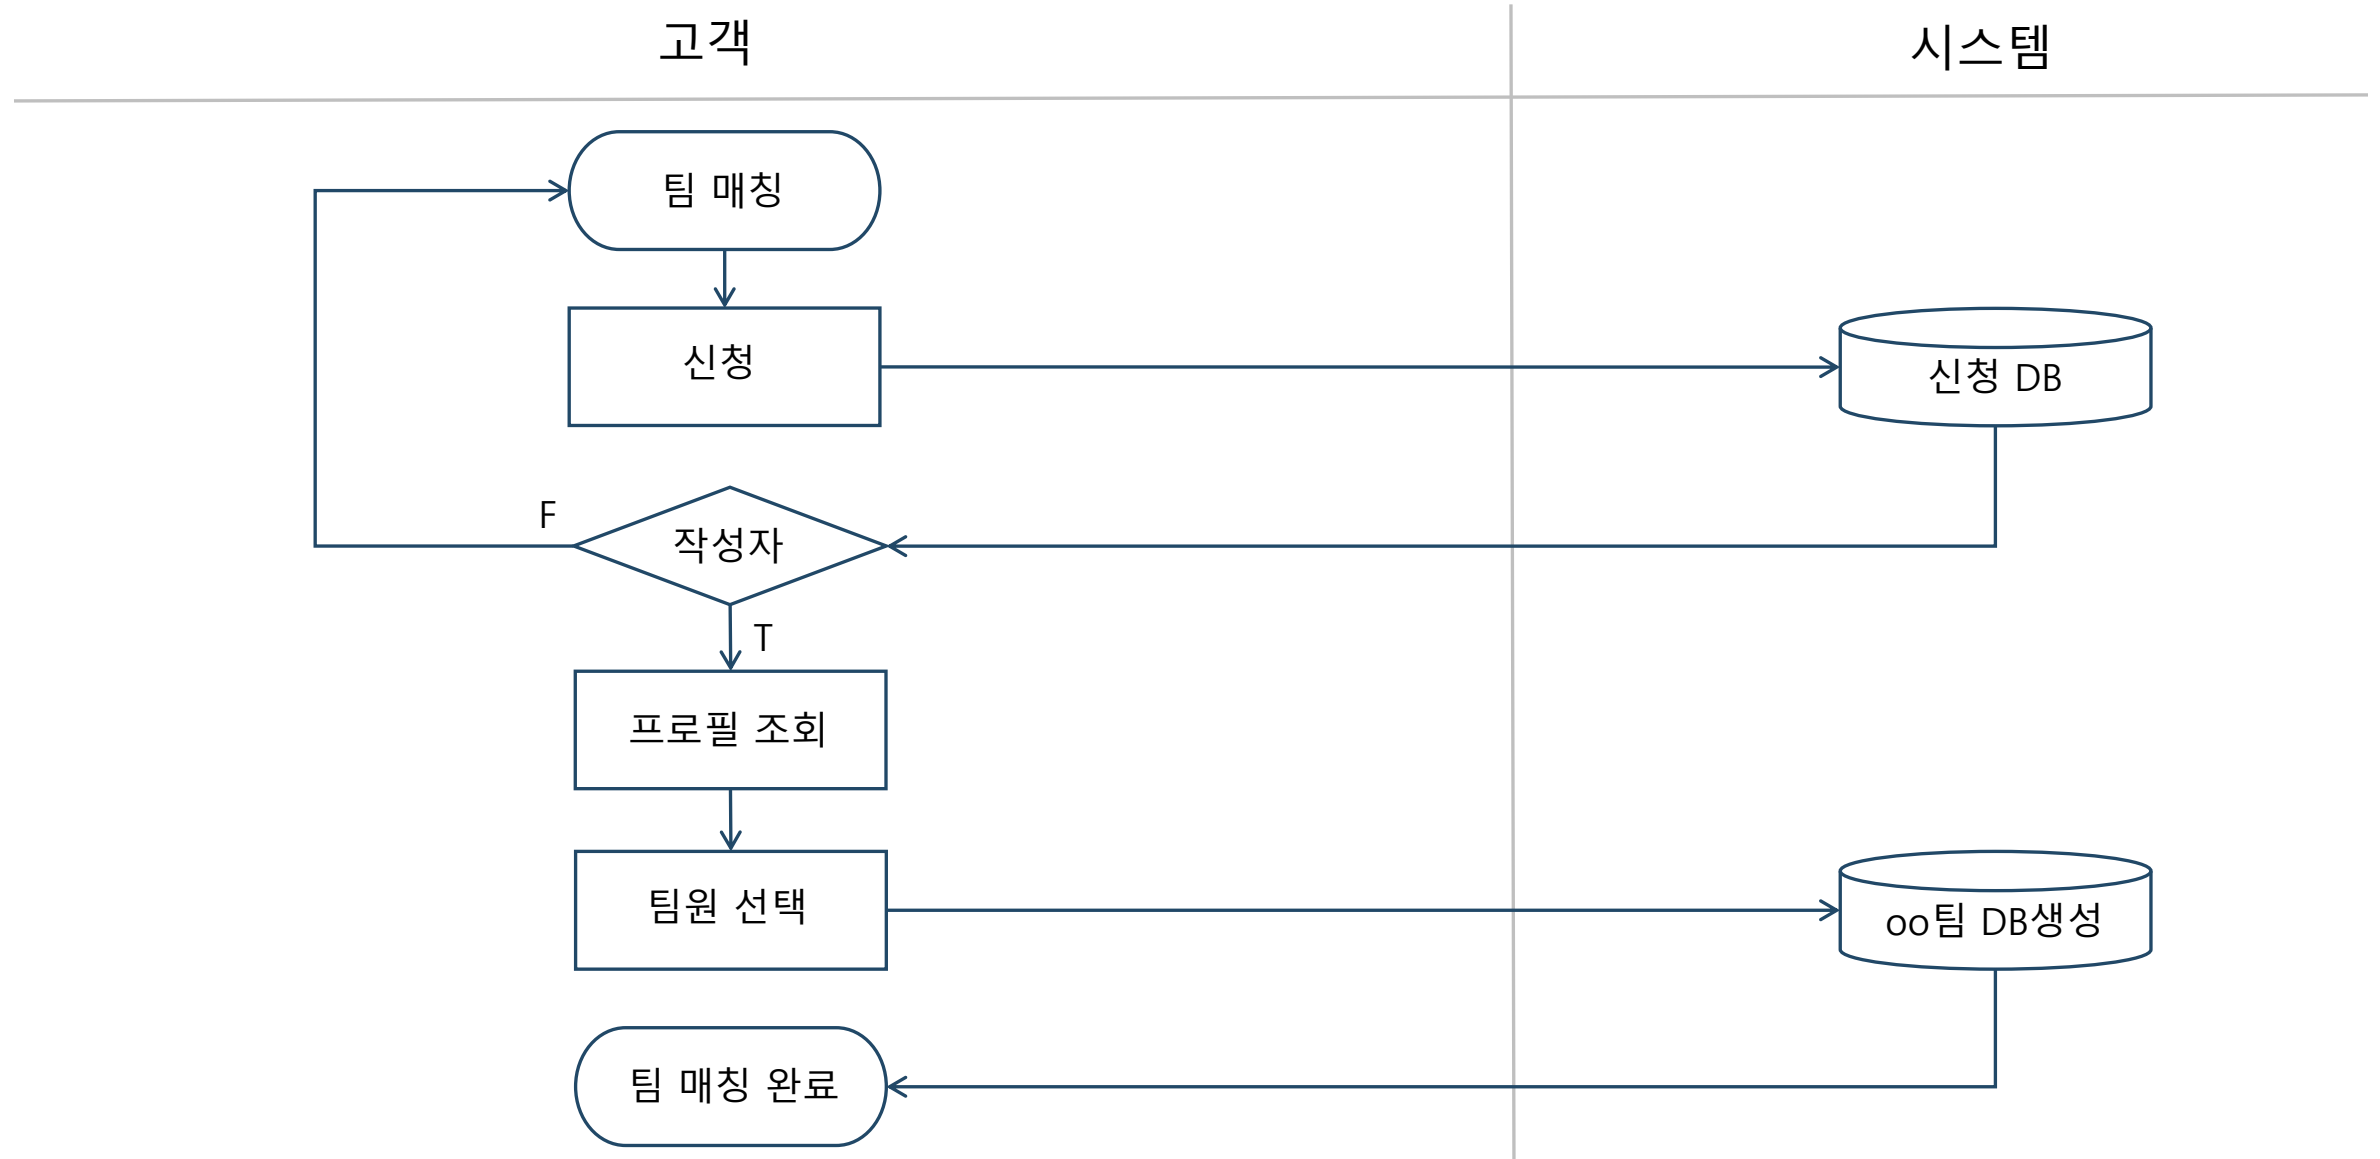 고객
시스템
팀 매칭
신청
신청 DB
F
작성자
T
프로필 조회
팀원 선택
oo팀 DB생성
팀 매칭 완료